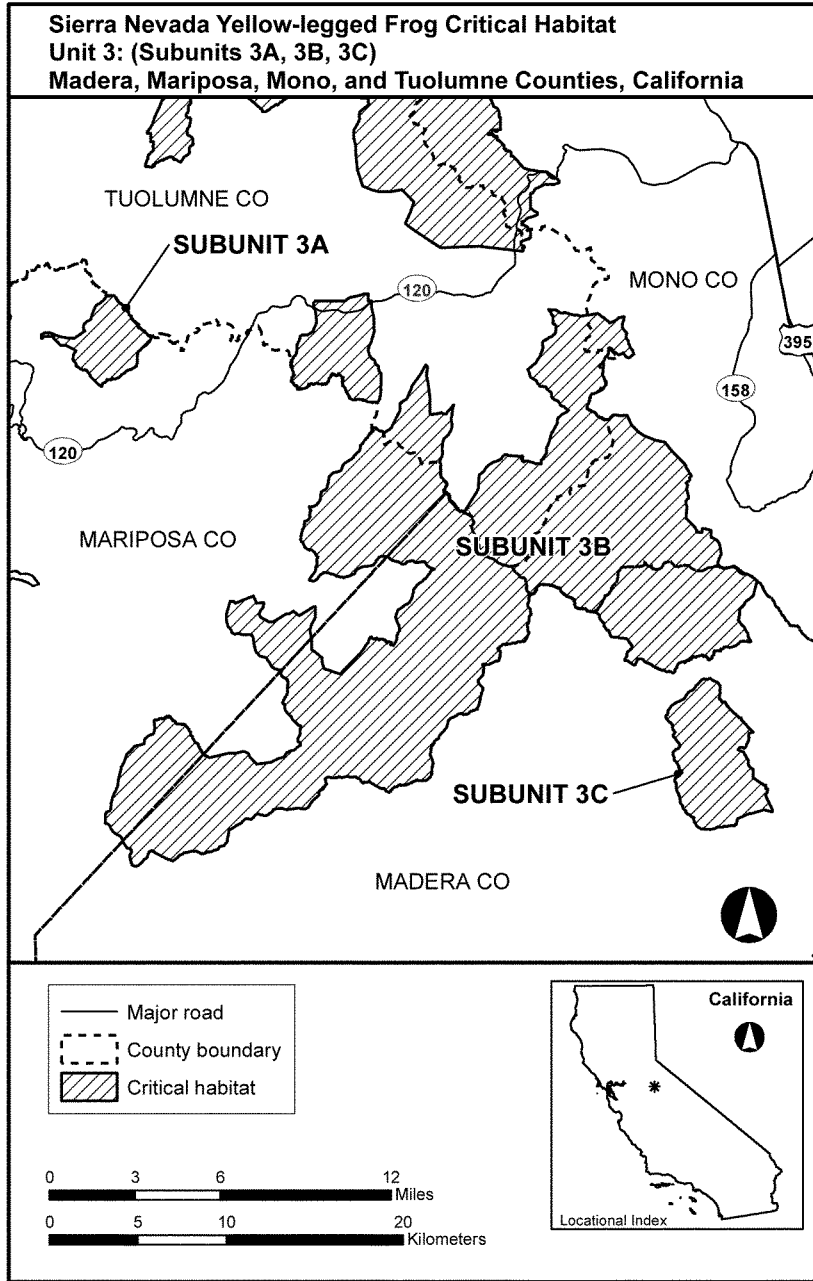 Sierra Nevada Yellow-legged Frog Critical Habitat
Unit 3: (Subunits 3A, 3B, 3C)
Madera, Mariposa, Mono, and Tuolumne Counties, California
TUOLUMNE CO
SUBUNIT 3A
MONO CO
120
395
158
120
MARIPOSA CO
SUBUNIT 3B
SUBUNIT 3C
MADERA CO
Major road
County boundary
Critical habitat
0 3 6 12
Miles
0 5 10 20
Kilometers
California
Locational Index